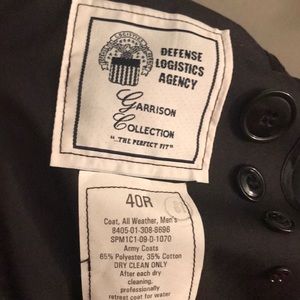 DEFENSE
LOGISTICS
AGENCY
Garrison
Collection
"..THE PERFECT FIT"
40R
Coat, All Weather, Men's
8405-01-308-8696
SPM1C1-09-D-1070
Army Coats
65% Polyester, 35% Cotton
DRY CLEAN ONLY
After each dry
cleaning,
professionally
retreat coat for water